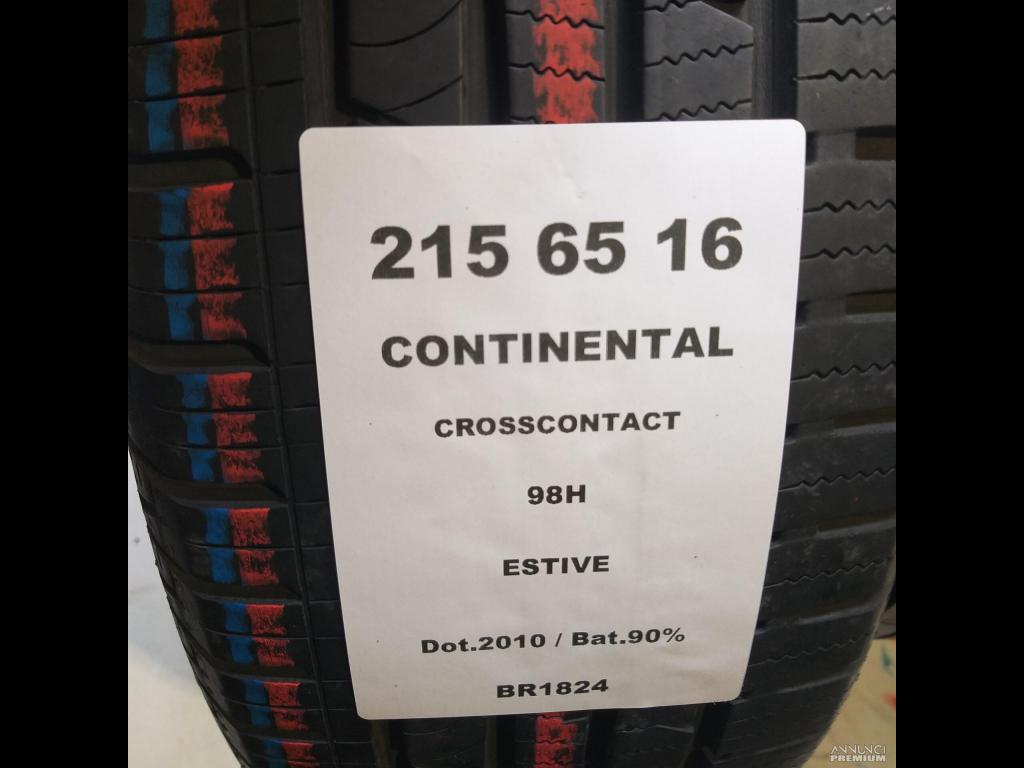 215 65 16
CONTINENTAL
CROSSCONTACT
98H
ESTIVE
Dot.2010 / Bat.90%
BR1824
ANNUNCI
PREMIUM